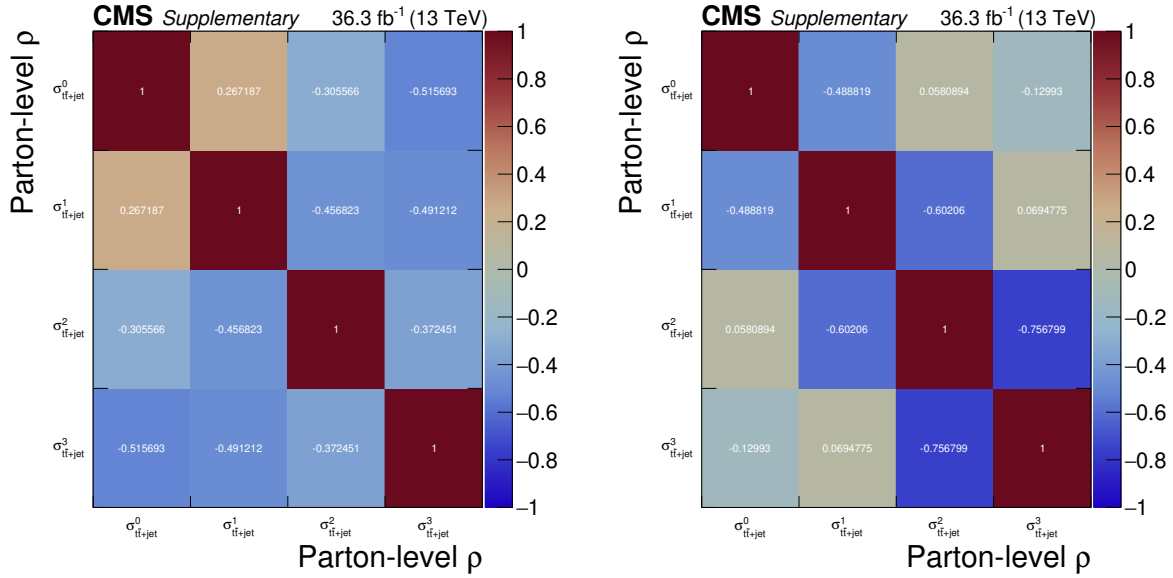 CMS Supplementary 36.3 fb⁻¹ (13 TeV)
Parton-level ρ
σ⁰tt̄+jet 1 0.267187 -0.305566 -0.515693
σ¹tt̄+jet 0.267187 1 -0.456823 -0.491212
σ²tt̄+jet -0.305566 -0.456823 1 -0.372451
σ³tt̄+jet -0.515693 -0.491212 -0.372451 1
σ⁰tt̄+jet σ¹tt̄+jet σ²tt̄+jet σ³tt̄+jet
Parton-level ρ
1
0.8
0.6
0.4
0.2
0
−0.2
−0.4
−0.6
−0.8
−1
CMS Supplementary 36.3 fb⁻¹ (13 TeV)
Parton-level ρ
σ⁰tt̄+jet 1 -0.488819 0.0580894 -0.12993
σ¹tt̄+jet -0.488819 1 -0.60206 0.0694775
σ²tt̄+jet 0.0580894 -0.60206 1 -0.756799
σ³tt̄+jet -0.12993 0.0694775 -0.756799 1
σ⁰tt̄+jet σ¹tt̄+jet σ²tt̄+jet σ³tt̄+jet
Parton-level ρ
1
0.8
0.6
0.4
0.2
0
−0.2
−0.4
−0.6
−0.8
−1